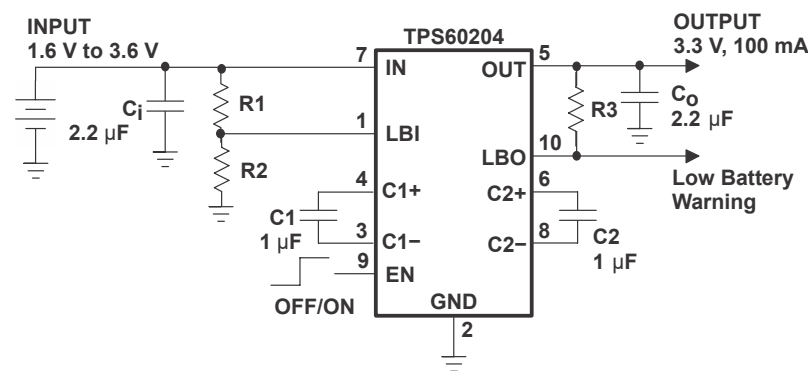 INPUT
1.6 V to 3.6 V
TPS60204
OUTPUT
3.3 V, 100 mA
7
IN
OUT
5
Ci
2.2 µF
R1
R2
1
LBI
R3
Co
2.2 µF
10
LBO
Low Battery
Warning
4
C1+
C1
1 µF
3
C1−
6
C2+
8
C2−
C2
1 µF
9
EN
OFF/ON
GND
2